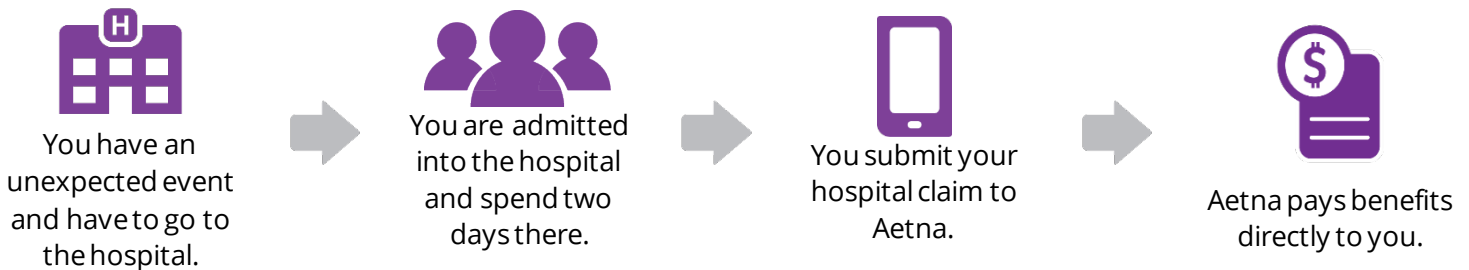 H
You have an
unexpected event
and have to go to
the hospital.
You are admitted
into the hospital
and spend two
days there.
You submit your
hospital claim to
Aetna.
$
Aetna pays benefits
directly to you.